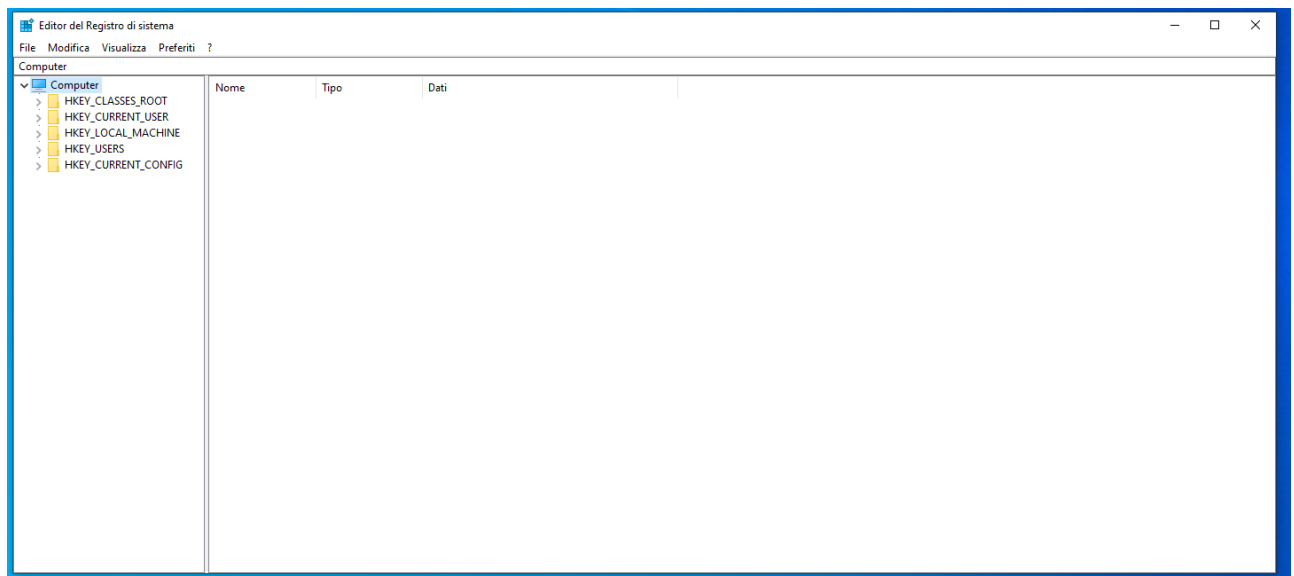 Editor del Registro di sistema
File Modifica Visualizza Preferiti ?
Computer
Computer
HKEY_CLASSES_ROOT
HKEY_CURRENT_USER
HKEY_LOCAL_MACHINE
HKEY_USERS
HKEY_CURRENT_CONFIG
Nome Tipo Dati